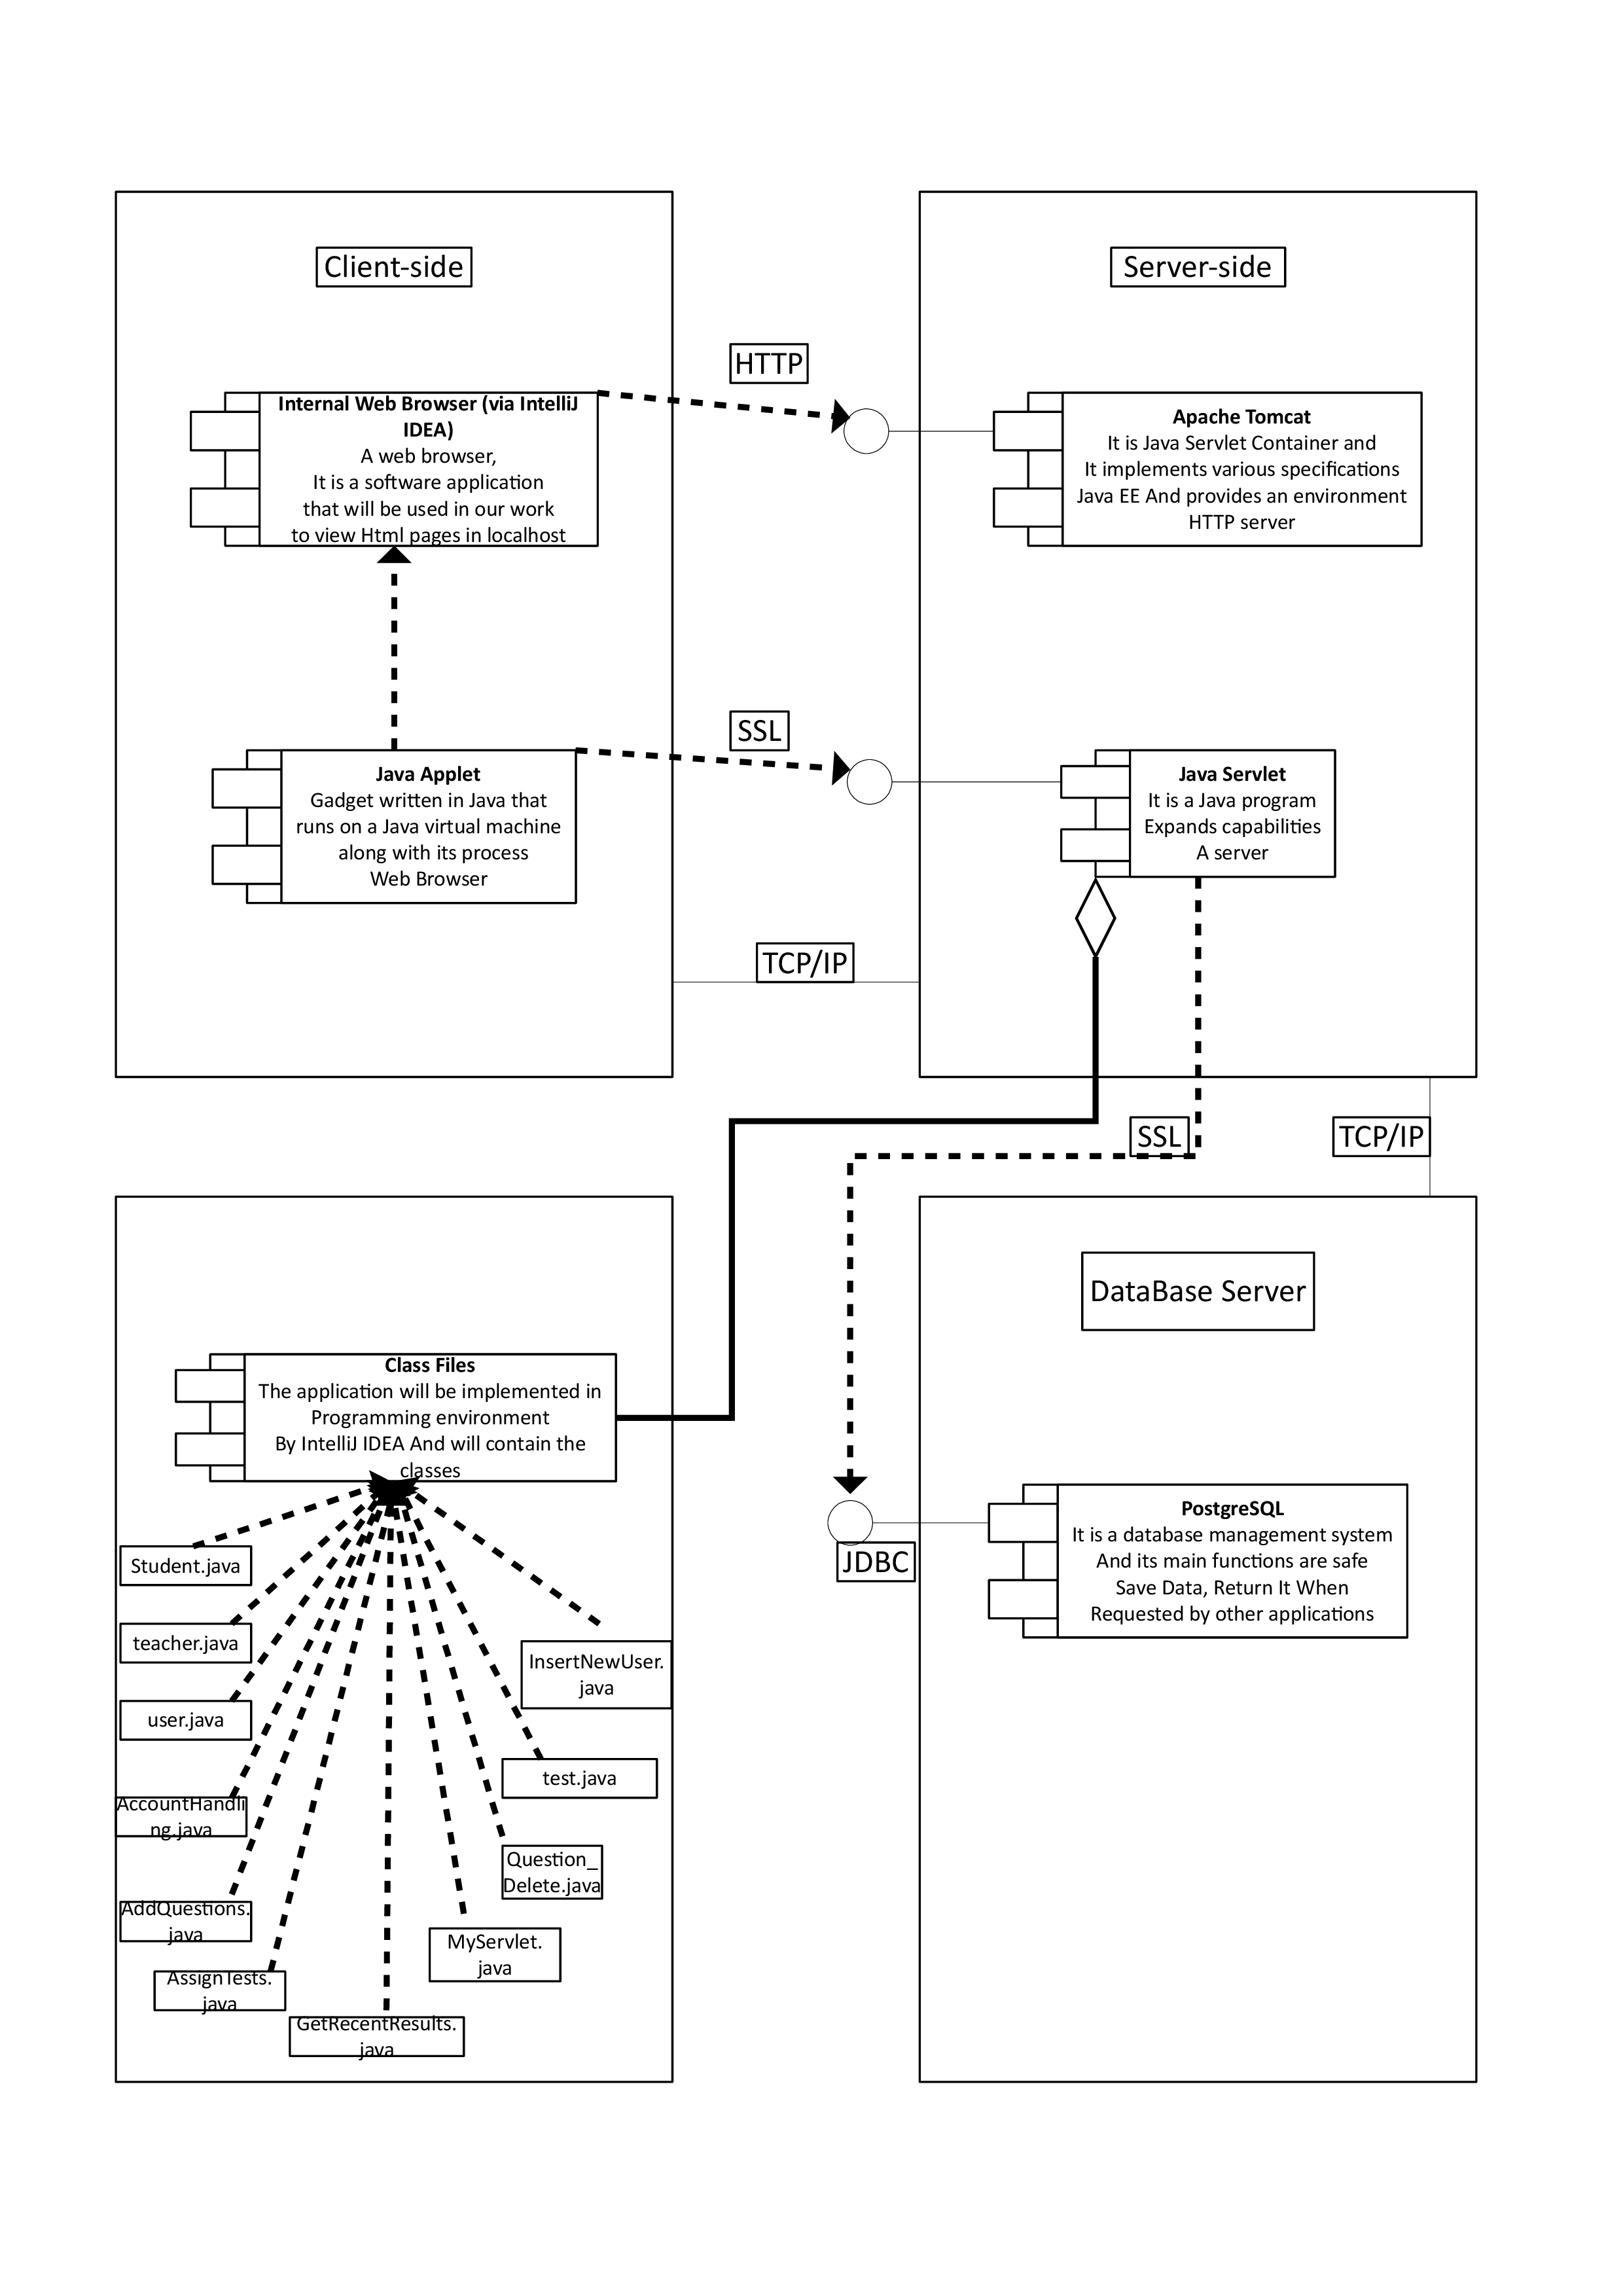 Client-side
Server-side
HTTP
Internal Web Browser (via IntelliJ
IDEA)
A web browser,
It is a software application
that will be used in our work
to view Html pages in localhost
Apache Tomcat
It is Java Servlet Container and
It implements various specifications
Java EE And provides an environment
HTTP server
SSL
Java Applet
Gadget written in Java that
runs on a Java virtual machine
along with its process
Web Browser
Java Servlet
It is a Java program
Expands capabilities
A server
TCP/IP
SSL
TCP/IP
DataBase Server
Class Files
The application will be implemented in
Programming environment
By IntelliJ IDEA And will contain the
classes
PostgreSQL
It is a database management system
And its main functions are safe
Save Data, Return It When
Requested by other applications
JDBC
Student.java
teacher.java
InsertNewUser.
java
user.java
test.java
AccountHandli
ng.java
Question_
Delete.java
AddQuestions.
java
MyServlet.
java
AssignTests.
java
GetRecentResults.
java